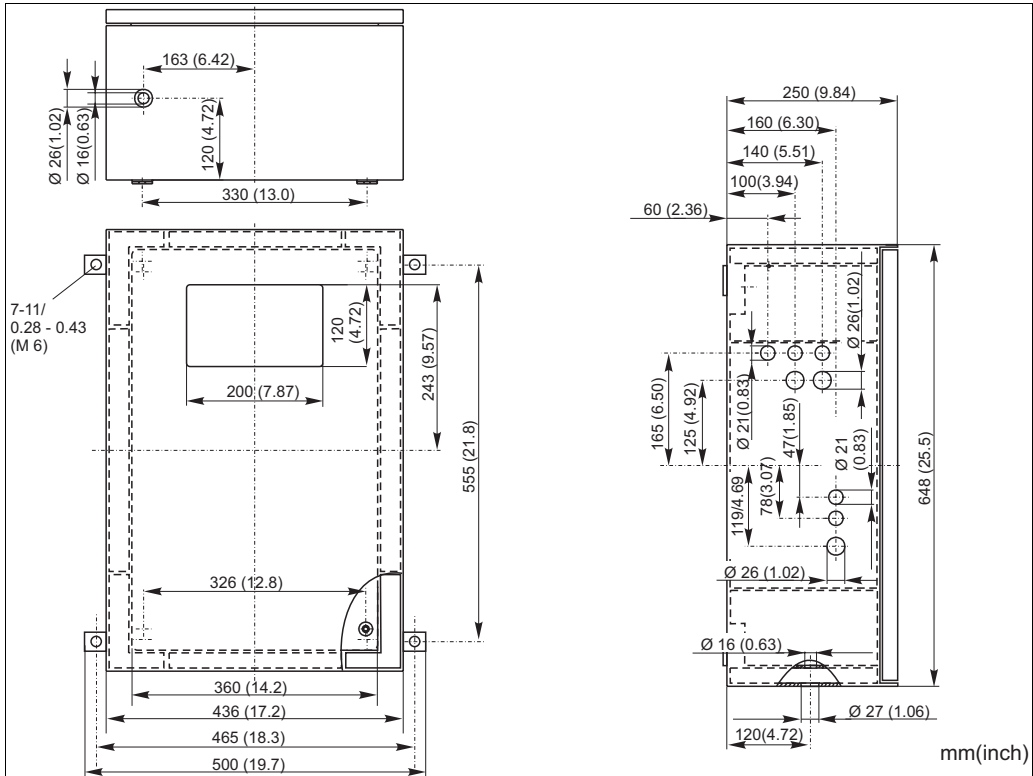 163 (6.42)
Ø 26(1.02)
Ø 16(0.63)
120 (4.72)
330 (13.0)
7-11/
0.28 - 0.43
(M 6)
120
(4.72)
200 (7.87)
243 (9.57)
555 (21.8)
326 (12.8)
360 (14.2)
436 (17.2)
465 (18.3)
500 (19.7)
250 (9.84)
160 (6.30)
140 (5.51)
100(3.94)
60 (2.36)
Ø 26(1.02)
165 (6.50)
125 (4.92)
Ø 21(0.83)
47(1.85)
Ø 21
(0.83)
119/4.69
78(3.07)
648 (25.5)
Ø 26 (1.02)
Ø 16 (0.63)
Ø 27 (1.06)
120(4.72)
mm(inch)